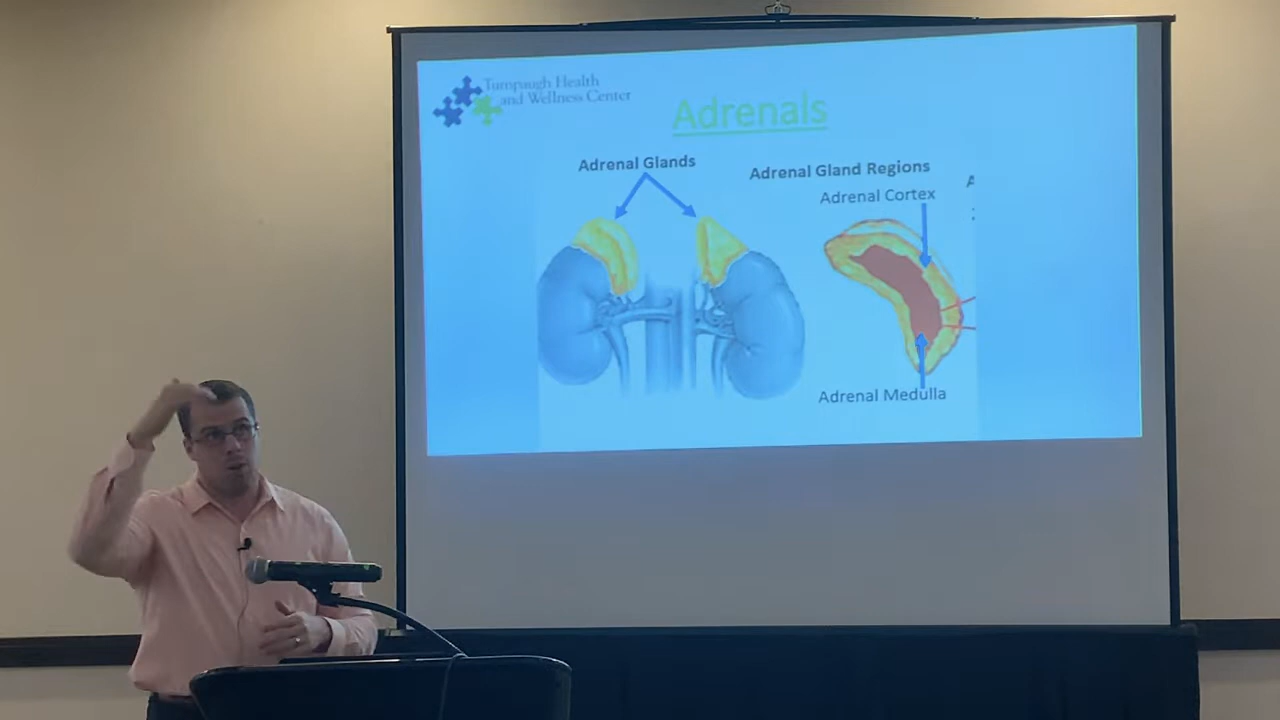 Tumpaugh Health
and Wellness Center
Adrenals
Adrenal Glands
Adrenal Gland Regions
Adrenal Cortex
Adrenal Medulla